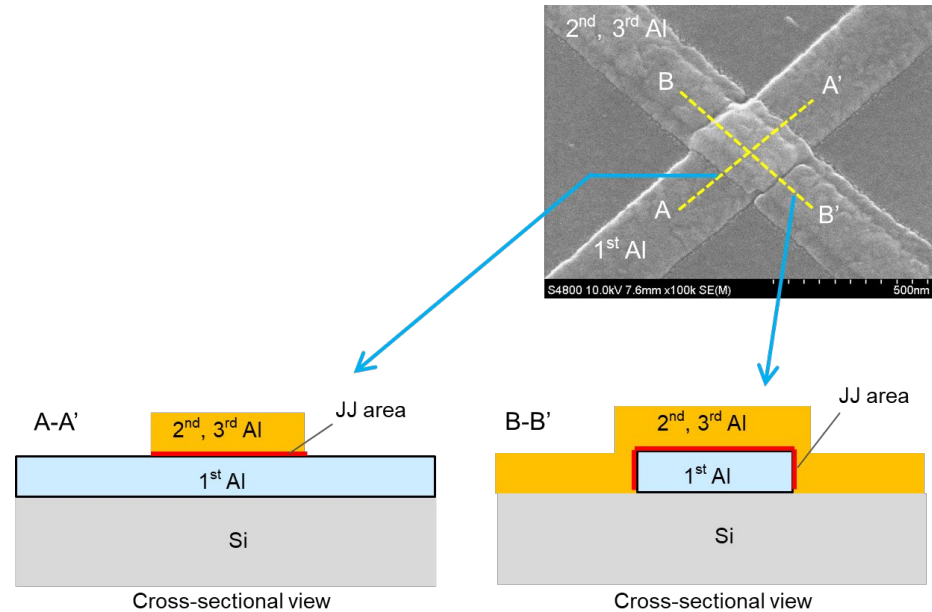 2nd, 3rd Al
B
A’
A
B’
1st Al
S4800 10.0kV 7.6mm x100k SE(M)
500nm
A-A’
JJ area
2nd, 3rd Al
1st Al
Si
Cross-sectional view
B-B’
JJ area
2nd, 3rd Al
1st Al
Si
Cross-sectional view